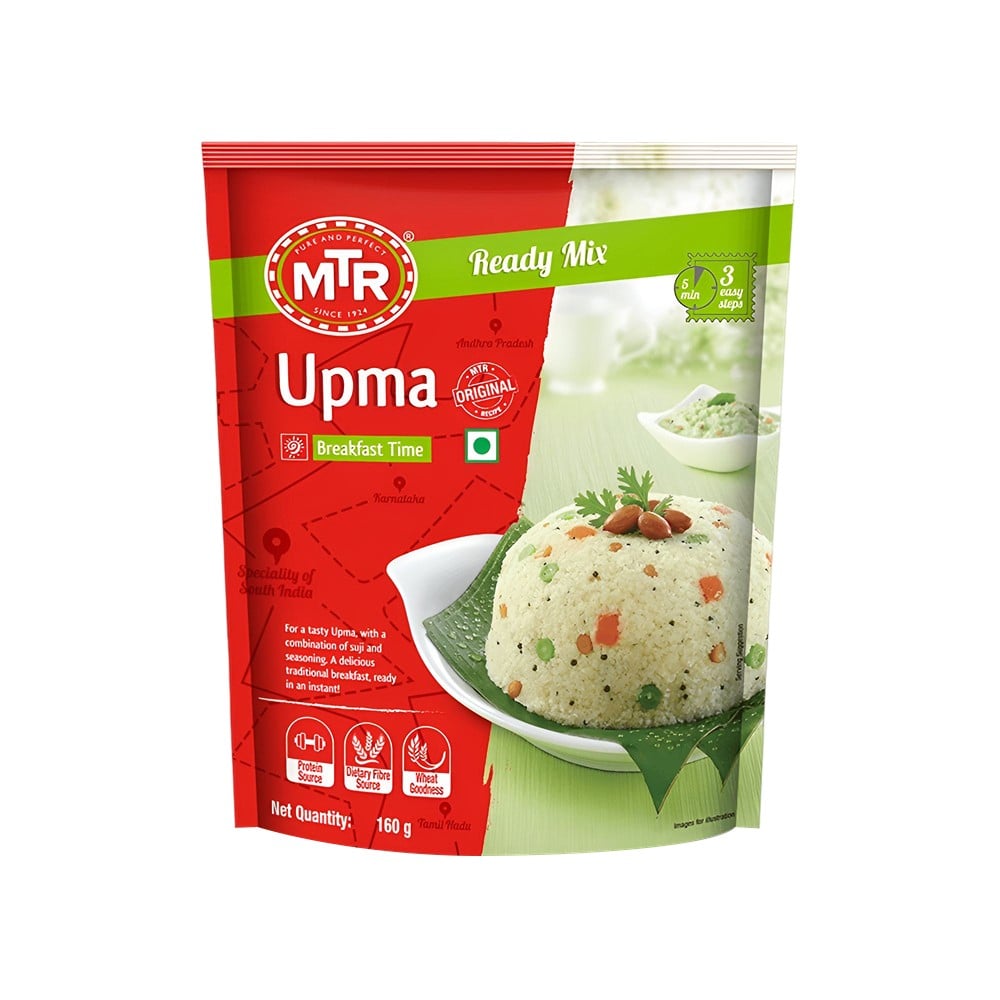 PURE AND PERFECT
MTR
®
SINCE 1924
Ready Mix
5
min
3
easy
steps
Andhra Pradesh
Upma
MTR
ORIGINAL
RECIPE
Breakfast Time
Karnataka
Speciality of
South India
For a tasty Upma, with a
combination of suji and
seasoning. A delicious
traditional breakfast, ready
in an instant!
Serving Suggestion
Protein
Source
Dietary Fibre
Source
Wheat
Goodness
Net Quantity: 160 g
Tamil Nadu
Images for illustration